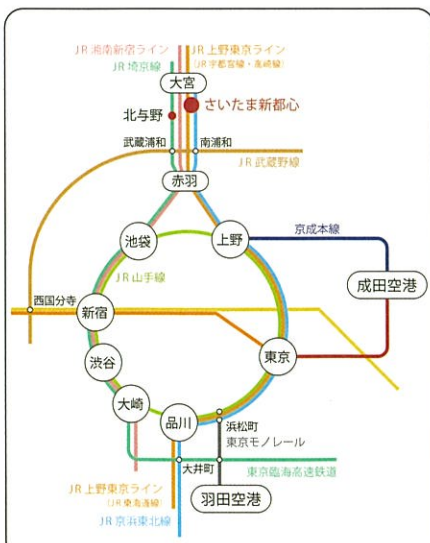 JR湘南新宿ライン
JR上野東京ライン
(JR宇都宮線・高崎線)
JR埼京線
大宮
さいたま新都心
北与野
武蔵浦和
南浦和
JR武蔵野線
赤羽
池袋
上野
京成本線
JR山手線
成田空港
西国分寺
新宿
東京
渋谷
大崎
品川
浜松町
東京モノレール
大井町
東京臨海高速鉄道
JR上野東京ライン
(JR東海道線)
羽田空港
JR京浜東北線